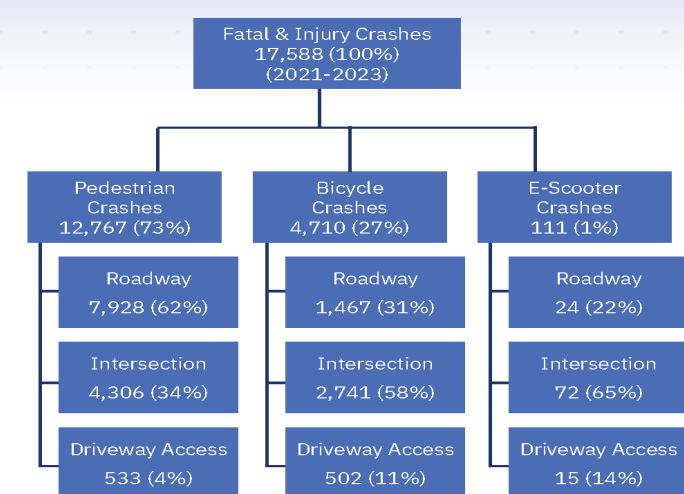 Fatal & Injury Crashes
17,588 (100%)
(2021-2023)
Pedestrian
Crashes
12,767 (73%)
Roadway
7,928 (62%)
Intersection
4,306 (34%)
Driveway Access
533 (4%)
Bicycle
Crashes
4,710 (27%)
Roadway
1,467 (31%)
Intersection
2,741 (58%)
Driveway Access
502 (11%)
E-Scooter
Crashes
111 (1%)
Roadway
24 (22%)
Intersection
72 (65%)
Driveway Access
15 (14%)